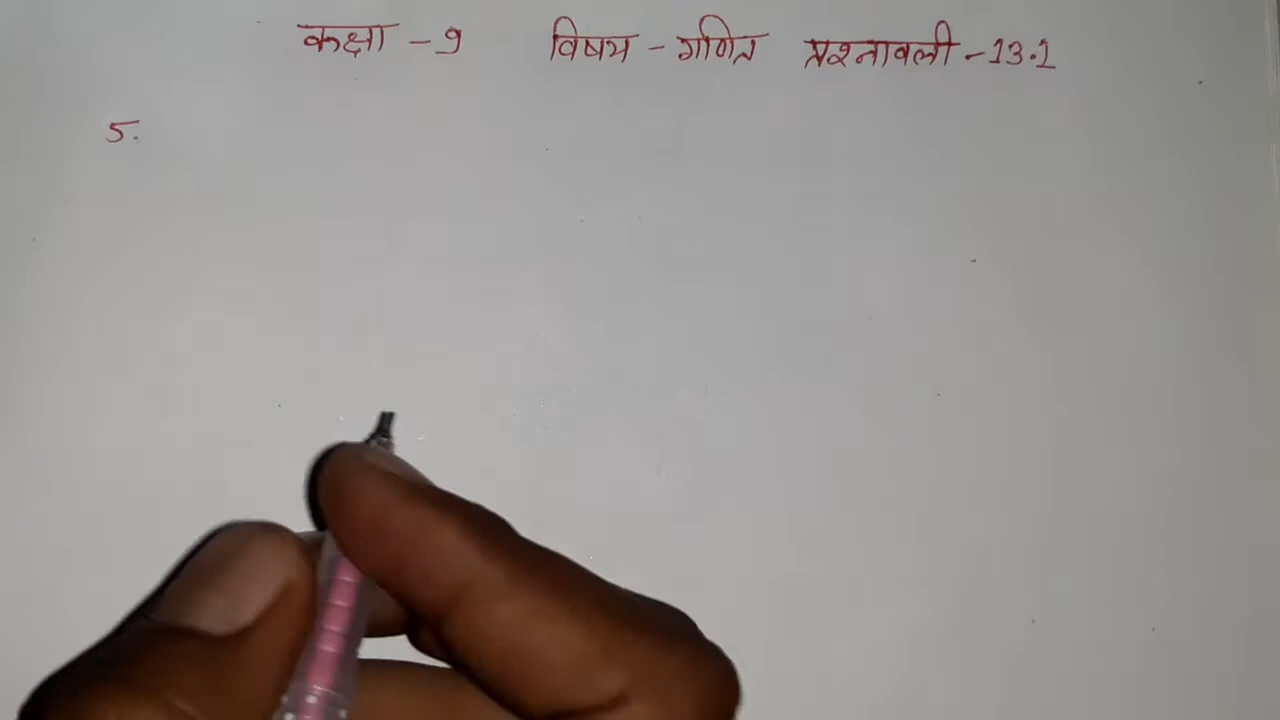 कक्षा - 9 विषय - गणित प्रश्नावली - 13.1
5.